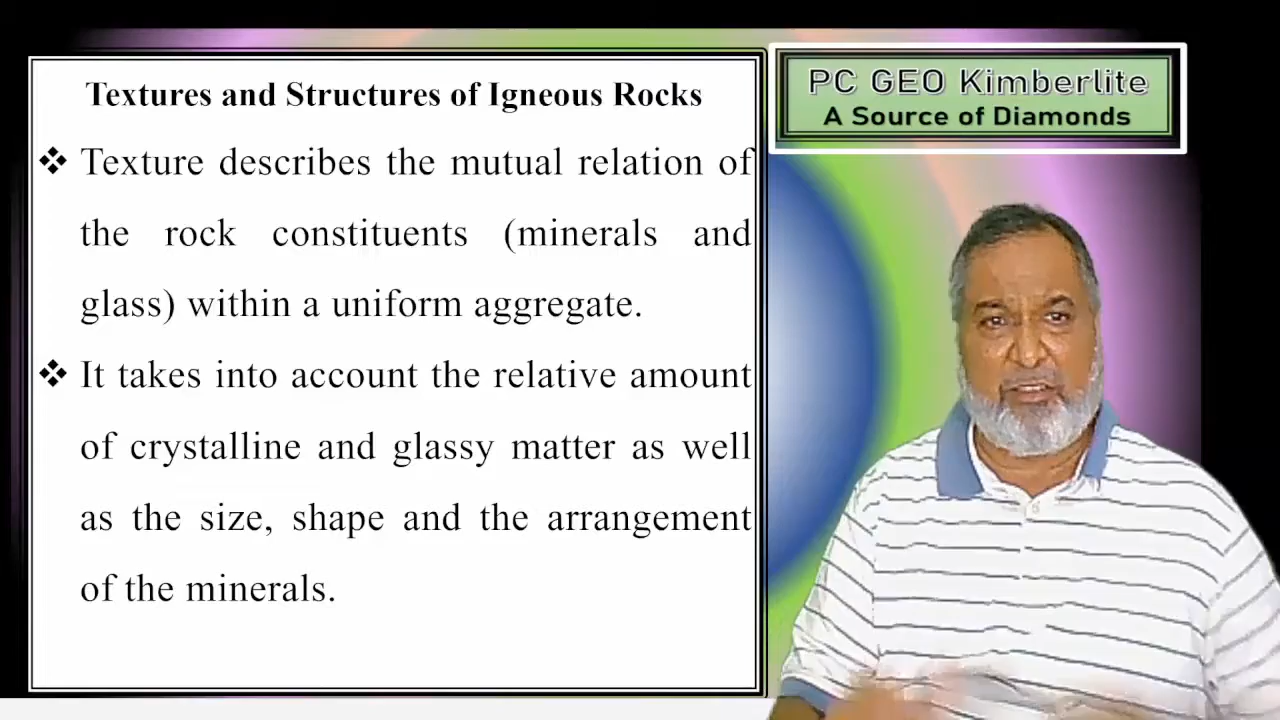 Textures and Structures of Igneous Rocks
❖ Texture describes the mutual relation of
the rock constituents (minerals and
glass) within a uniform aggregate.
❖ It takes into account the relative amount
of crystalline and glassy matter as well
as the size, shape and the arrangement
of the minerals.
PC GEO Kimberlite
A Source of Diamonds